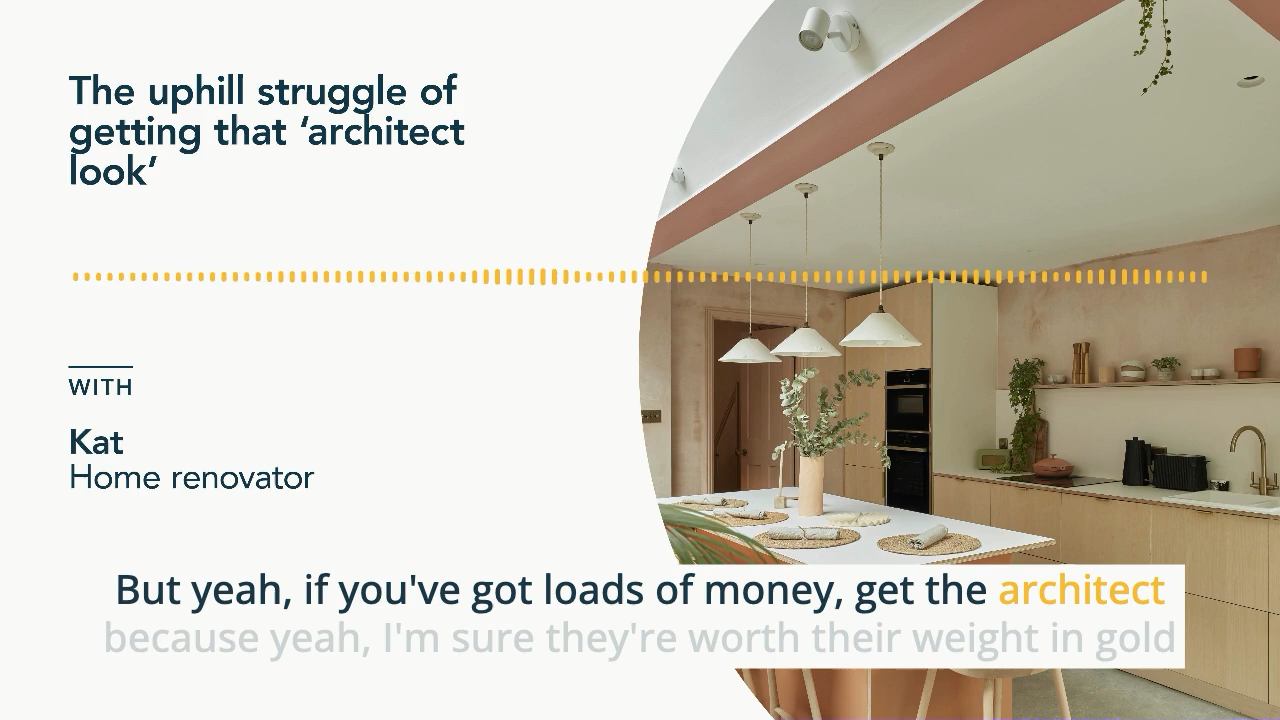 The uphill struggle of
getting that ‘architect
look’
WITH
Kat
Home renovator
But yeah, if you've got loads of money, get the architect
because yeah, I'm sure they're worth their weight in gold